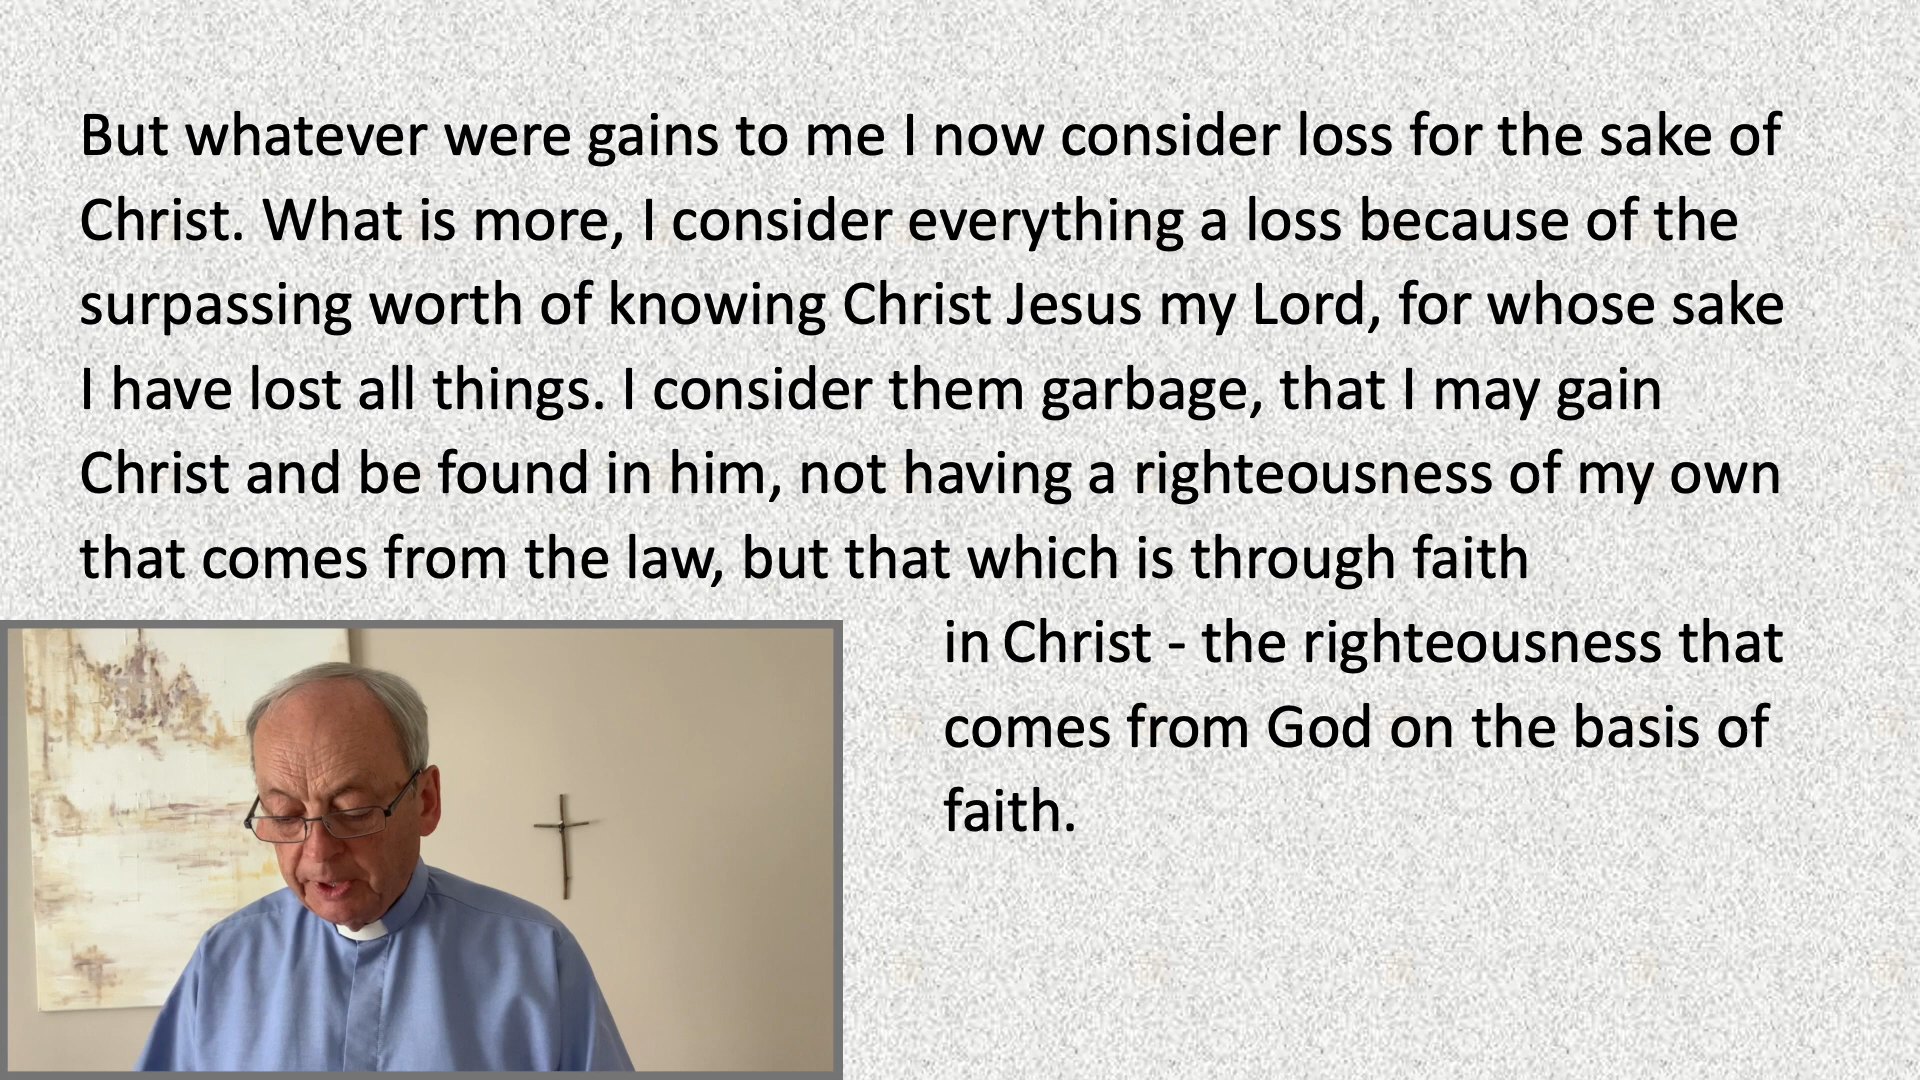 But whatever were gains to me I now consider loss for the sake of
Christ. What is more, I consider everything a loss because of the
surpassing worth of knowing Christ Jesus my Lord, for whose sake
I have lost all things. I consider them garbage, that I may gain
Christ and be found in him, not having a righteousness of my own
that comes from the law, but that which is through faith
in Christ - the righteousness that
comes from God on the basis of
faith.